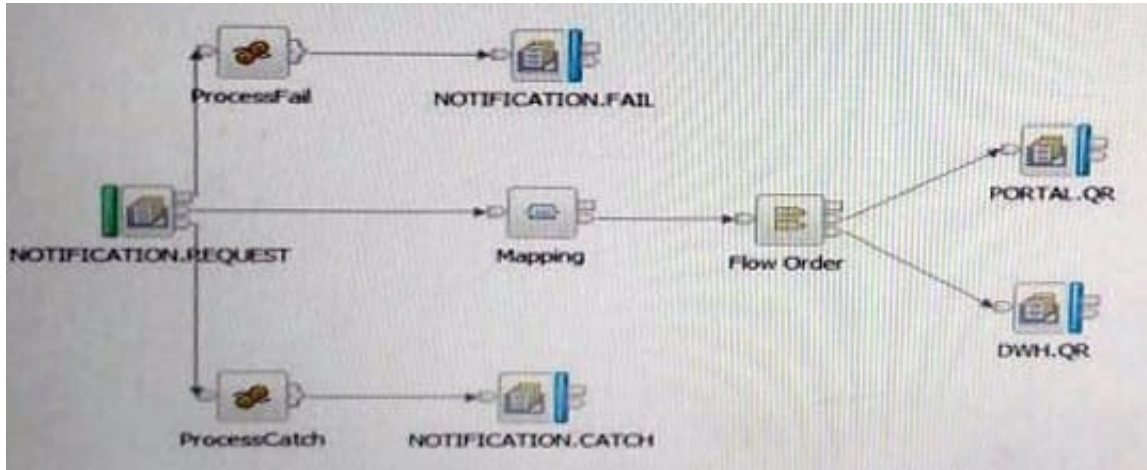 ProcessFail
NOTIFICATION.FAIL
PORTAL.QR
NOTIFICATION.REQUEST
Mapping
Flow Order
DWH.QR
ProcessCatch
NOTIFICATION.CATCH